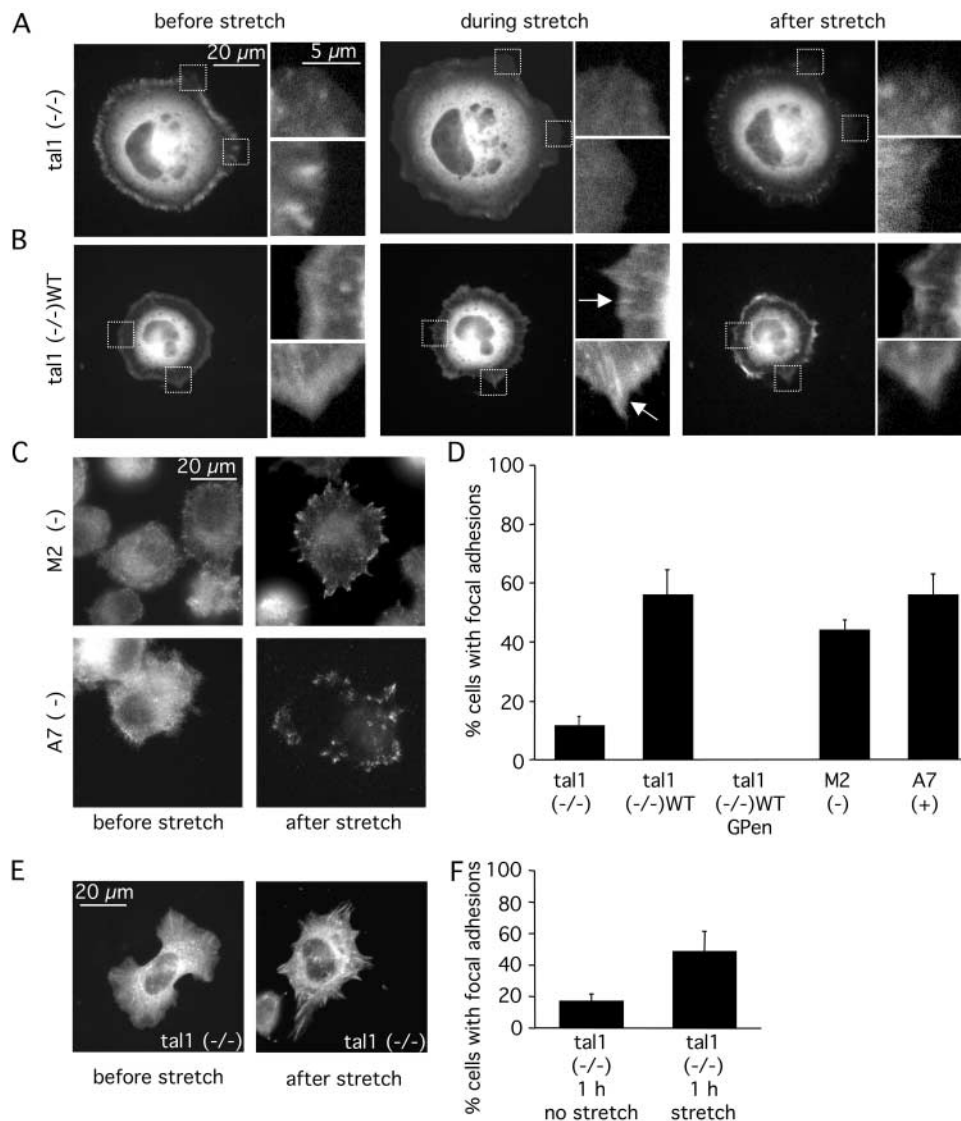 A
before stretch
during stretch
after stretch
20 µm
5 µm
tal1 (-/-)
B
tal1 (-/-)WT
C
20 µm
M2 (-)
A7 (-)
before stretch
after stretch
D
% cells with focal adhesions
100
80
60
40
20
0
tal1
(-/-)
tal1
(-/-)WT
tal1
(-/-)WT
GPen
M2
(-)
A7
(+)
E
20 µm
tal1 (-/-)
tal1 (-/-)
before stretch
after stretch
F
% cells with focal adhesions
100
80
60
40
20
0
tal1
(-/-)
1 h
no stretch
tal1
(-/-)
1 h
stretch